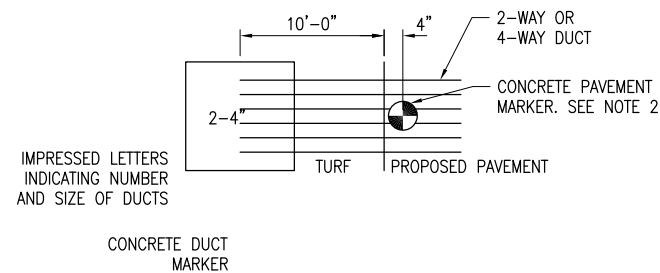 10'-0"
4"
2-WAY OR
4-WAY DUCT
CONCRETE PAVEMENT
MARKER. SEE NOTE 2
2-4"
IMPRESSED LETTERS
INDICATING NUMBER
AND SIZE OF DUCTS
TURF
PROPOSED PAVEMENT
CONCRETE DUCT
MARKER